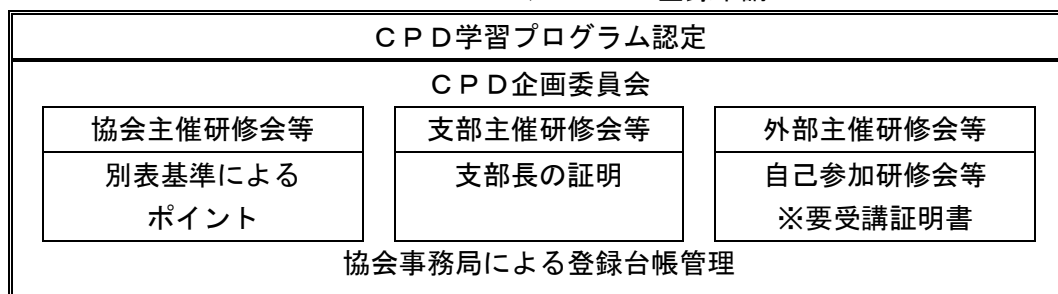 ＣＰＤ学習プログラム認定
ＣＰＤ企画委員会
協会主催研修会等
支部主催研修会等
外部主催研修会等
別表基準による
ポイント
支部長の証明
自己参加研修会等
※要受講証明書
協会事務局による登録台帳管理